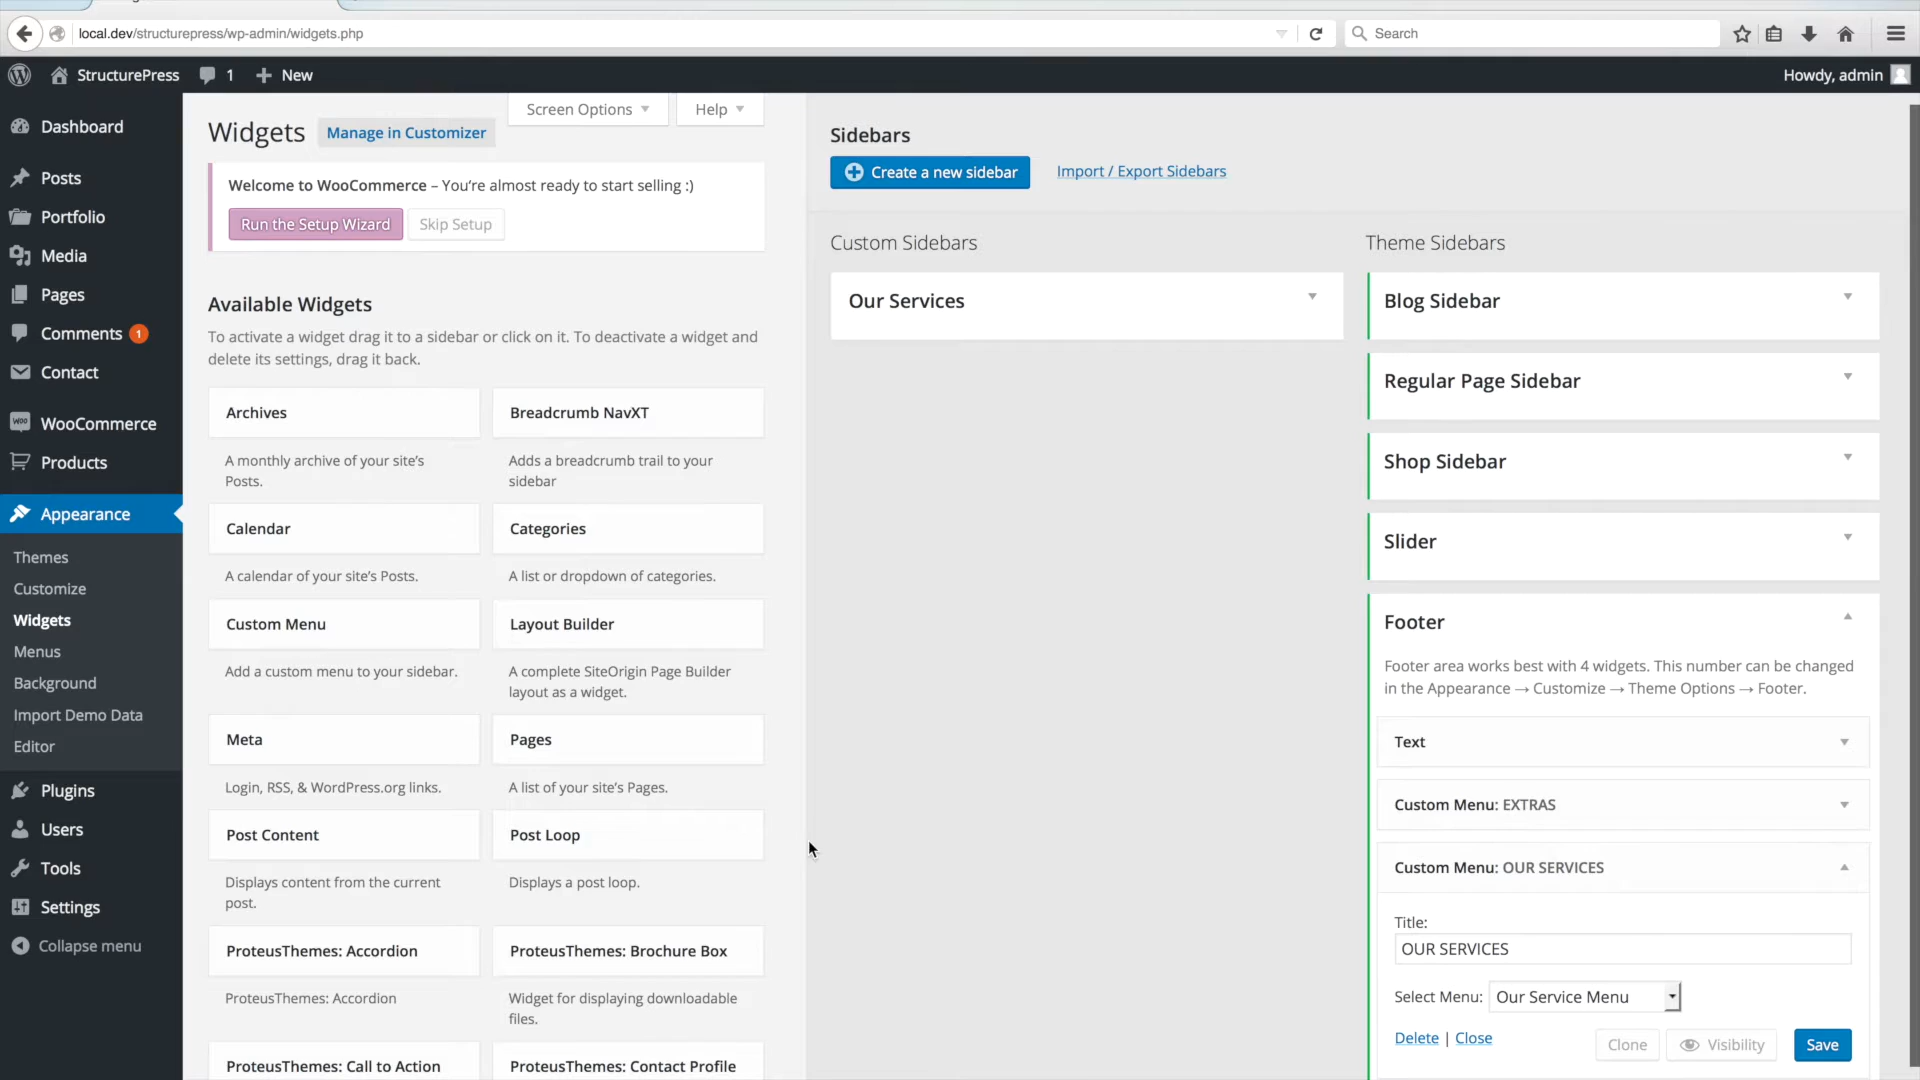 local.dev/structurepress/wp-admin/widgets.php
Search
StructurePress
1
New
Howdy, admin
Dashboard
Posts
Portfolio
Media
Pages
Comments 1
Contact
WooCommerce
Products
Appearance
Themes
Customize
Widgets
Menus
Background
Import Demo Data
Editor
Plugins
Users
Tools
Settings
Collapse menu
Screen Options
Help
Widgets
Manage in Customizer
Welcome to WooCommerce – You're almost ready to start selling :)
Run the Setup Wizard
Skip Setup
Available Widgets
To activate a widget drag it to a sidebar or click on it. To deactivate a widget and
delete its settings, drag it back.
Archives
A monthly archive of your site's
Posts.
Breadcrumb NavXT
Adds a breadcrumb trail to your
sidebar
Calendar
A calendar of your site's Posts.
Categories
A list or dropdown of categories.
Custom Menu
Add a custom menu to your sidebar.
Layout Builder
A complete SiteOrigin Page Builder
layout as a widget.
Meta
Login, RSS, & WordPress.org links.
Pages
A list of your site's Pages.
Post Content
Displays content from the current
post.
Post Loop
Displays a post loop.
ProteusThemes: Accordion
ProteusThemes: Accordion
ProteusThemes: Brochure Box
Widget for displaying downloadable
files.
ProteusThemes: Call to Action
ProteusThemes: Contact Profile
Sidebars
Create a new sidebar
Import / Export Sidebars
Custom Sidebars
Our Services
Theme Sidebars
Blog Sidebar
Regular Page Sidebar
Shop Sidebar
Slider
Footer
Footer area works best with 4 widgets. This number can be changed
in the Appearance → Customize → Theme Options → Footer.
Text
Custom Menu: EXTRAS
Custom Menu: OUR SERVICES
Title:
OUR SERVICES
Select Menu: Our Service Menu
Delete | Close
Clone
Visibility
Save